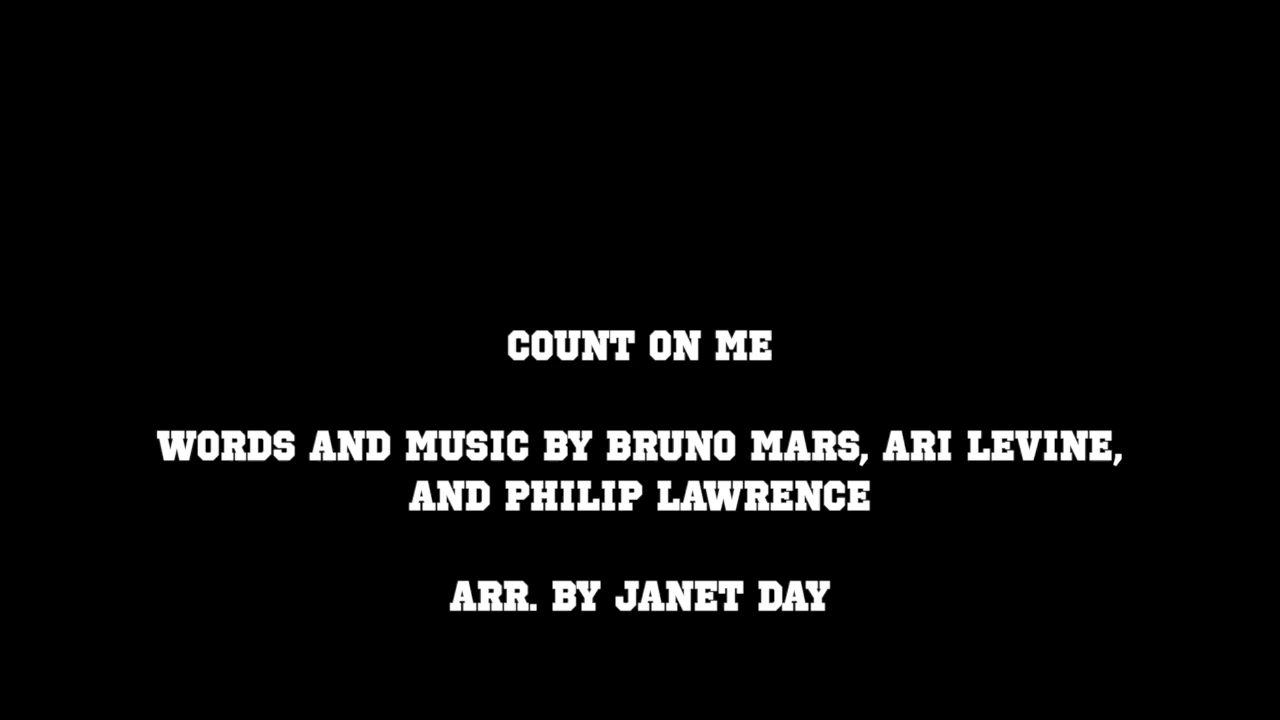 COUNT ON ME
WORDS AND MUSIC BY BRUNO MARS, ARI LEVINE,
AND PHILIP LAWRENCE
ARR. BY JANET DAY